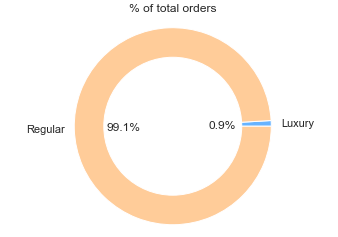 % of total orders
Luxury
0.9%
99.1%
Regular